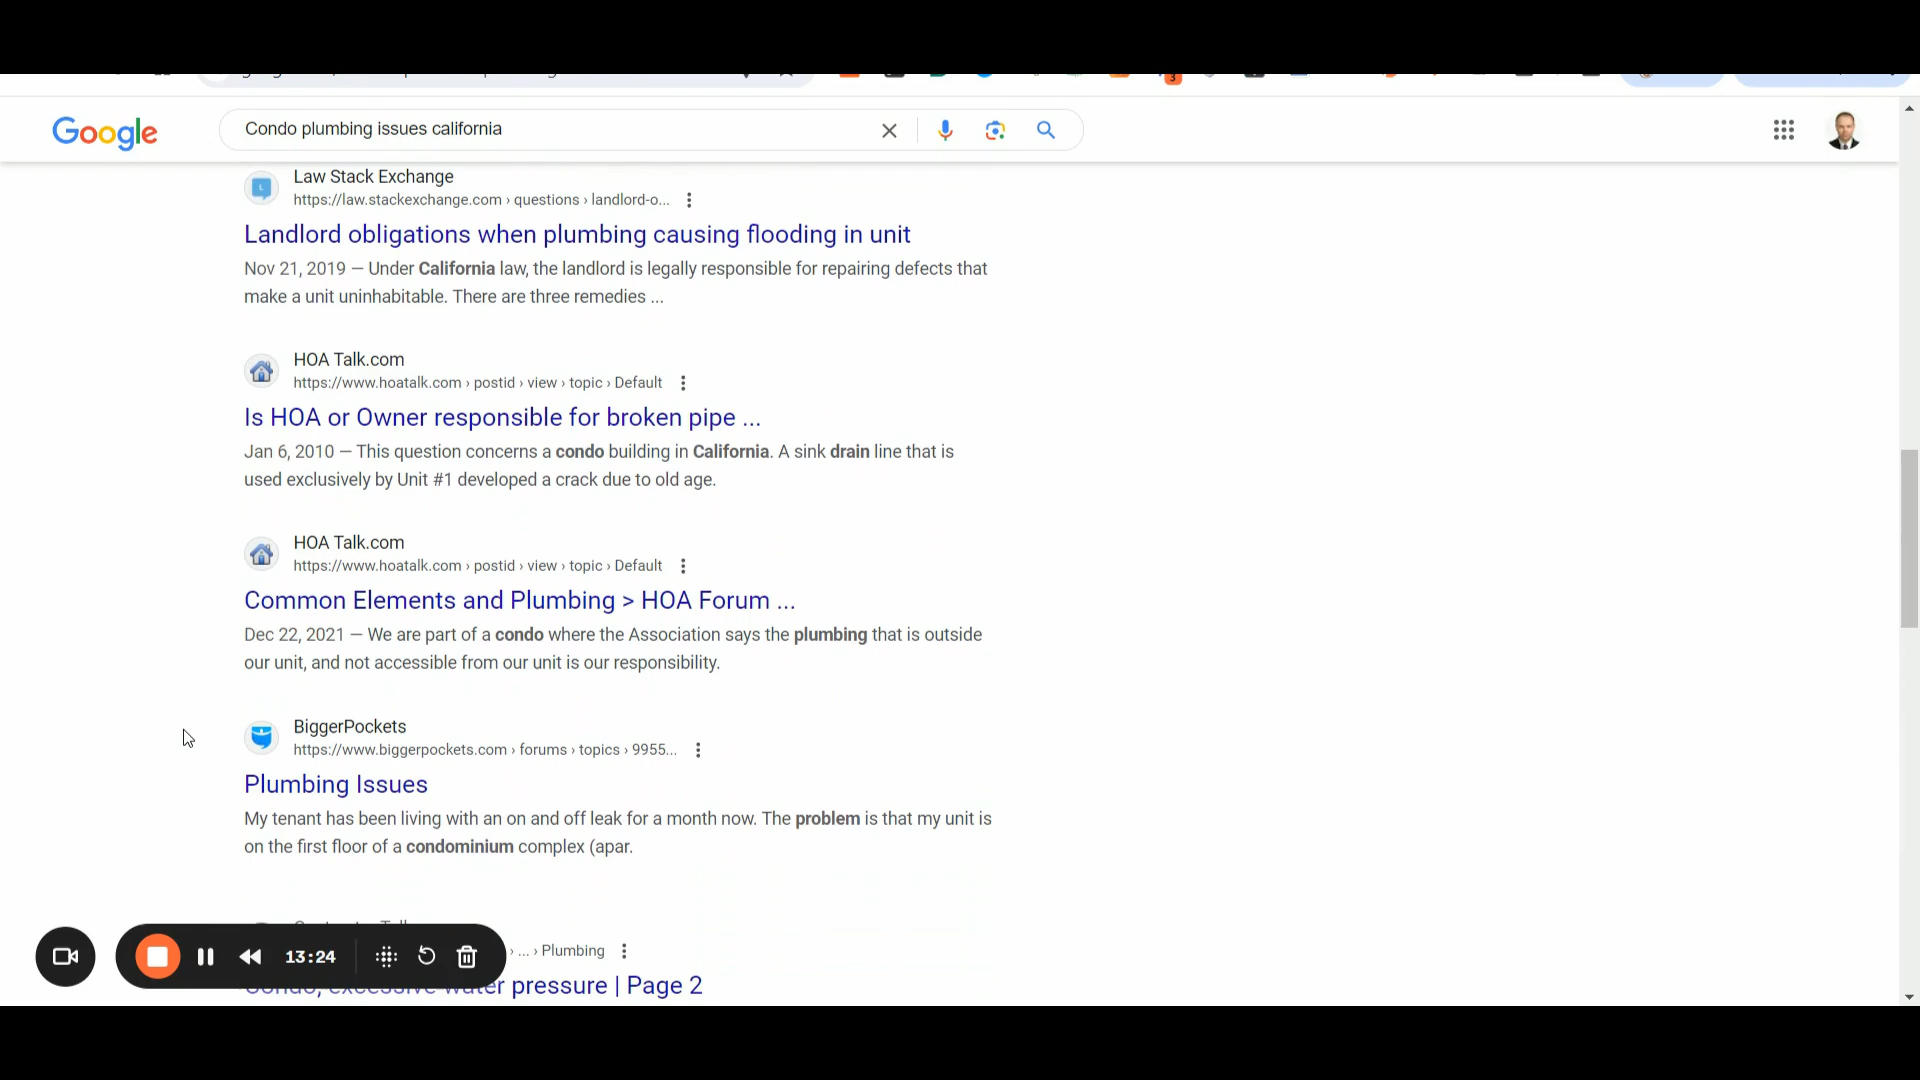 3
Google
Condo plumbing issues california
Law Stack Exchange
https://law.stackexchange.com › questions › landlord-o...
Landlord obligations when plumbing causing flooding in unit
Nov 21, 2019 — Under California law, the landlord is legally responsible for repairing defects that
make a unit uninhabitable. There are three remedies ...
HOA Talk.com
https://www.hoatalk.com › postid › view › topic › Default
Is HOA or Owner responsible for broken pipe ...
Jan 6, 2010 — This question concerns a condo building in California. A sink drain line that is
used exclusively by Unit #1 developed a crack due to old age.
HOA Talk.com
https://www.hoatalk.com › postid › view › topic › Default
Common Elements and Plumbing > HOA Forum ...
Dec 22, 2021 — We are part of a condo where the Association says the plumbing that is outside
our unit, and not accessible from our unit is our responsibility.
BiggerPockets
https://www.biggerpockets.com › forums › topics › 9955...
Plumbing Issues
My tenant has been living with an on and off leak for a month now. The problem is that my unit is
on the first floor of a condominium complex (apar.
› ... › Plumbing
13:24
Condo, excessive water pressure | Page 2